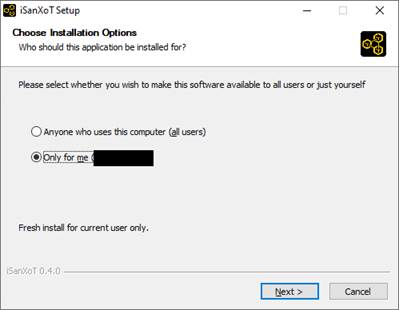 iSanXoT Setup
Choose Installation Options
Who should this application be installed for?
Please select whether you wish to make this software available to all users or just yourself
Anyone who uses this computer (all users)
Only for me (
Fresh install for current user only.
iSanXoT 0.4.0
Next >
Cancel